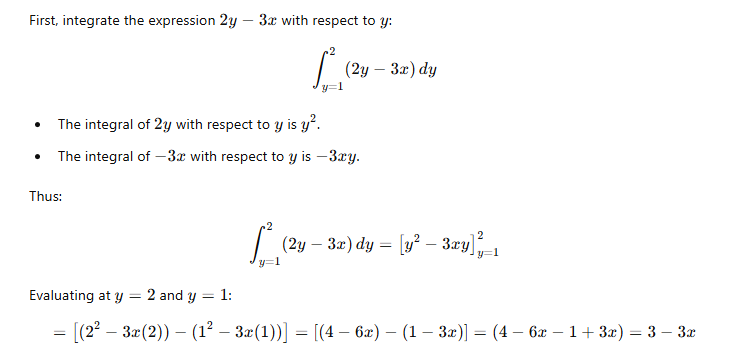 First, integrate the expression 2y − 3x with respect to y:
∫_{y=1}^{2} (2y − 3x) dy
• The integral of 2y with respect to y is y².
• The integral of −3x with respect to y is −3xy.
Thus:
∫_{y=1}^{2} (2y − 3x) dy = [y² − 3xy]_{y=1}^{2}
Evaluating at y = 2 and y = 1:
= [(2² − 3x(2)) − (1² − 3x(1))] = [(4 − 6x) − (1 − 3x)] = (4 − 6x − 1 + 3x) = 3 − 3x